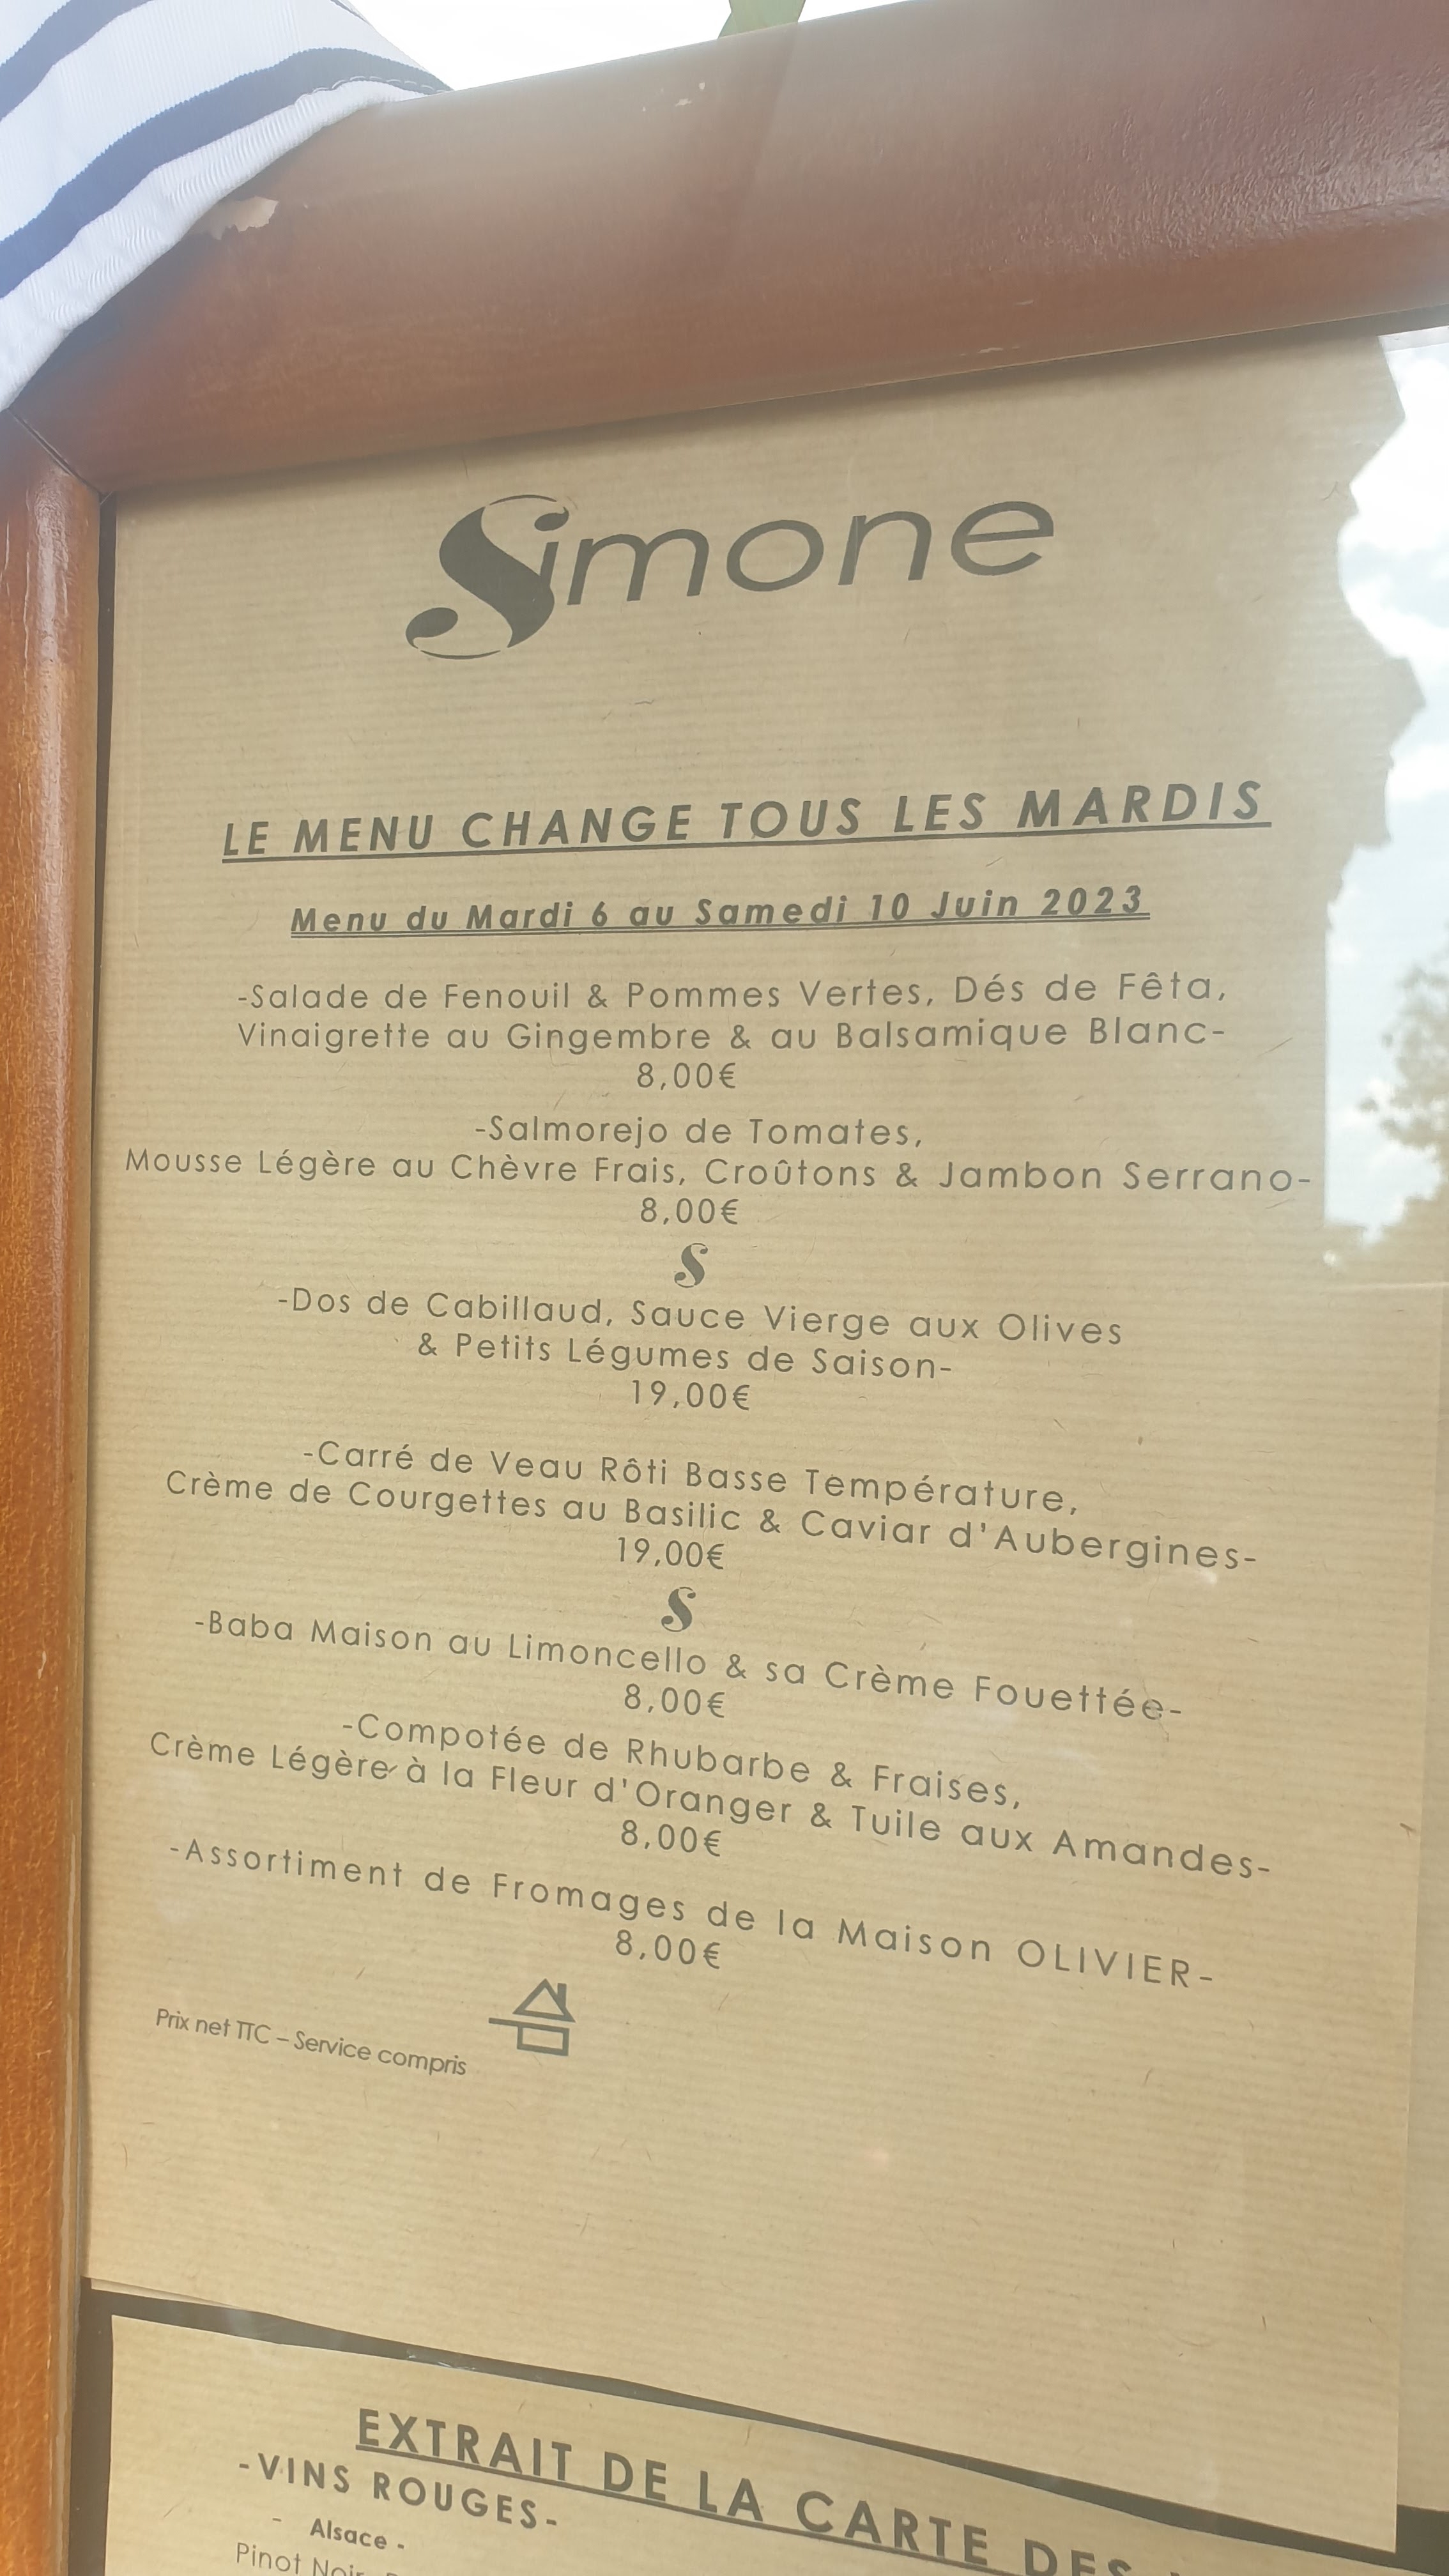 Simone
LE MENU CHANGE TOUS LES MARDIS
Menu du Mardi 6 au Samedi 10 Juin 2023
-Salade de Fenouil & Pommes Vertes, Dés de Fêta,
Vinaigrette au Gingembre & au Balsamique Blanc-
8,00€
-Salmorejo de Tomates,
Mousse Légère au Chèvre Frais, Croûtons & Jambon Serrano-
8,00€
S
-Dos de Cabillaud, Sauce Vierge aux Olives
& Petits Légumes de Saison-
19,00€
-Carré de Veau Rôti Basse Température,
Crème de Courgettes au Basilic & Caviar d'Aubergines-
19,00€
S
-Baba Maison au Limoncello & sa Crème Fouettée-
8,00€
-Compotée de Rhubarbe & Fraises,
Crème Légère à la Fleur d'Oranger & Tuile aux Amandes-
8,00€
-Assortiment de Fromages de la Maison OLIVIER-
8,00€
Prix net TTC – Service compris
EXTRAIT DE LA CARTE DES
-VINS ROUGES-
- Alsace -
Pinot Noir